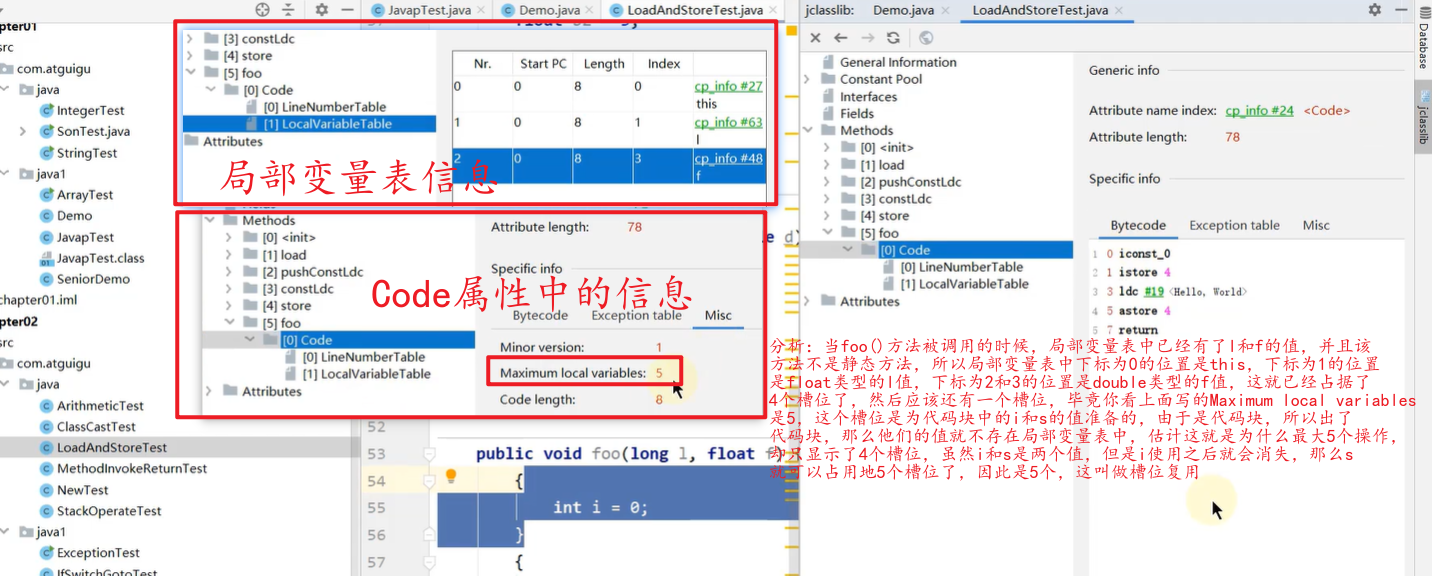 pter01
src
com.atguigu
java
IntegerTest
SonTest.java
StringTest
java1
ArrayTest
Demo
JavapTest
JavapTest.class
SeniorDemo
chapter01.iml
pter02
src
com.atguigu
java
ArithmeticTest
ClassCastTest
LoadAndStoreTest
MethodInvokeReturnTest
NewTest
StackOperateTest
java1
ExceptionTest
IfSwitchGotoTest
JavapTest.java
Demo.java
LoadAndStoreTest.java
[3] constLdc
[4] store
[5] foo
[0] Code
[0] LineNumberTable
[1] LocalVariableTable
Attributes
Nr. Start PC Length Index
0 0 8 0 cp_info #27
this
1 0 8 1 cp_info #63
l
2 0 8 3 cp_info #48
f
局部变量表信息
Methods
[0] <init>
[1] load
[2] pushConstLdc
[3] constLdc
[4] store
[5] foo
[0] Code
[0] LineNumberTable
[1] LocalVariableTable
Attributes
Attribute length: 78
Specific info
Code属性中的信息
Bytecode Exception table Misc
Minor version: 1
Maximum local variables: 5
Code length: 8
e d)
52
53 public void foo(long l, float f
54 {
55 int i = 0;
56 }
57 {
jclasslib: Demo.java LoadAndStoreTest.java
General Information
Constant Pool
Interfaces
Fields
Methods
[0] <init>
[1] load
[2] pushConstLdc
[3] constLdc
[4] store
[5] foo
[0] Code
[0] LineNumberTable
[1] LocalVariableTable
Attributes
Generic info
Attribute name index: cp_info #24 <Code>
Attribute length: 78
Specific info
Bytecode Exception table Misc
1 0 iconst_0
2 1 istore 4
3 3 ldc #19 <Hello, World>
4 5 astore 4
5 7 return
分析：当foo()方法被调用的时候，局部变量表中已经有了l和f的值，并且该
方法不是静态方法，所以局部变量表中下标为0的位置是this，下标为1的位置
是float类型的l值，下标为2和3的位置是double类型的f值，这就已经占据了
4个槽位了，然后应该还有一个槽位，毕竟你看上面写的Maximum local variables
是5，这个槽位是为代码块中的i和s的值准备的，由于是代码块，所以出了
代码块，那么他们的值就不存在局部变量表中，估计这就是为什么最大5个操作，
却只显示了4个槽位，虽然i和s是两个值，但是i使用之后就会消失，那么s
就可以占用地5个槽位了，因此是5个，这叫做槽位复用
Database
jclasslib